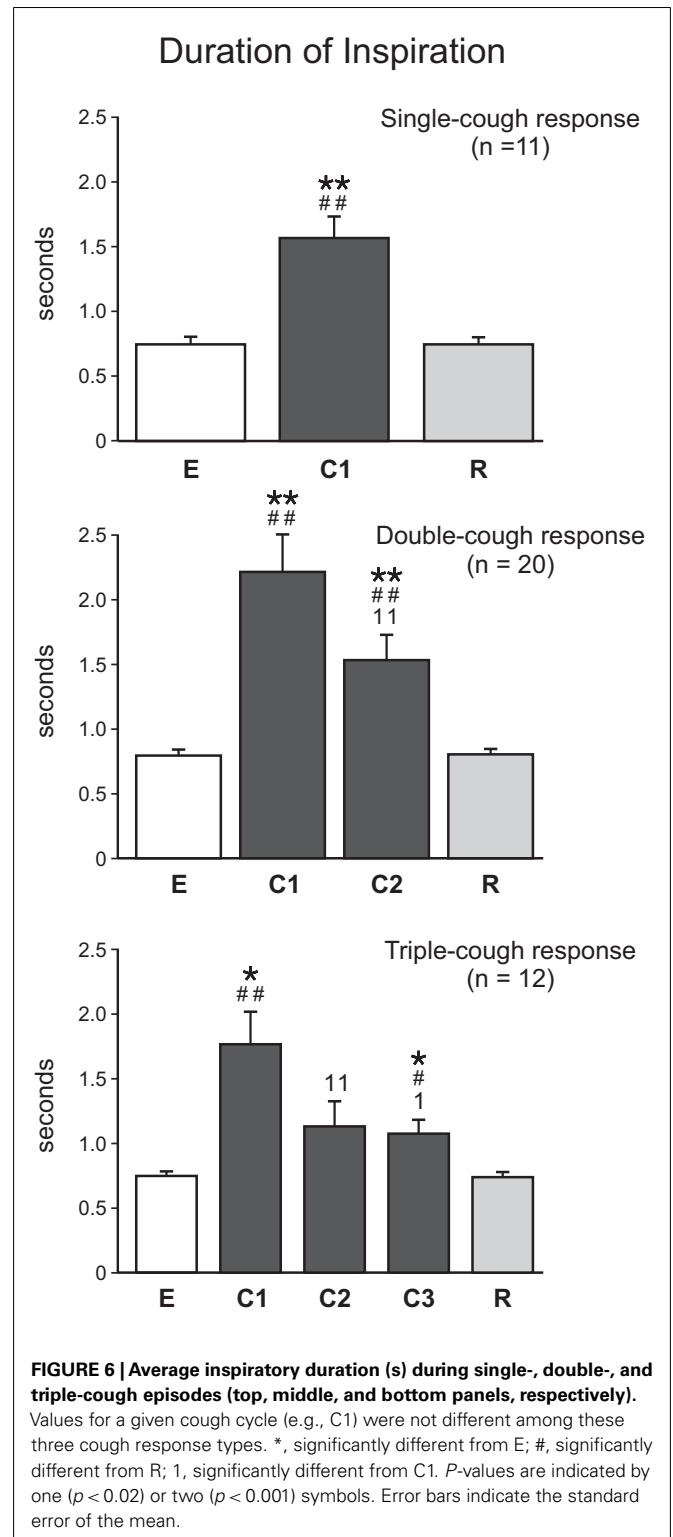 Duration of Inspiration
Single-cough response
(n =11)
2.5
2.0
1.5
1.0
0.5
0
seconds
**
##
E C1 R
Double-cough response
(n = 20)
2.5
2.0
1.5
1.0
0.5
0
seconds
**
##
**
##
11
E C1 C2 R
Triple-cough response
(n = 12)
2.5
2.0
1.5
1.0
0.5
0
seconds
*
##
11
*
#
1
E C1 C2 C3 R
FIGURE 6 | Average inspiratory duration (s) during single-, double-, and
triple-cough episodes (top, middle, and bottom panels, respectively).
Values for a given cough cycle (e.g., C1) were not different among these
three cough response types. *, significantly different from E; #, significantly
different from R; 1, significantly different from C1. P-values are indicated by
one (p < 0.02) or two (p < 0.001) symbols. Error bars indicate the standard
error of the mean.